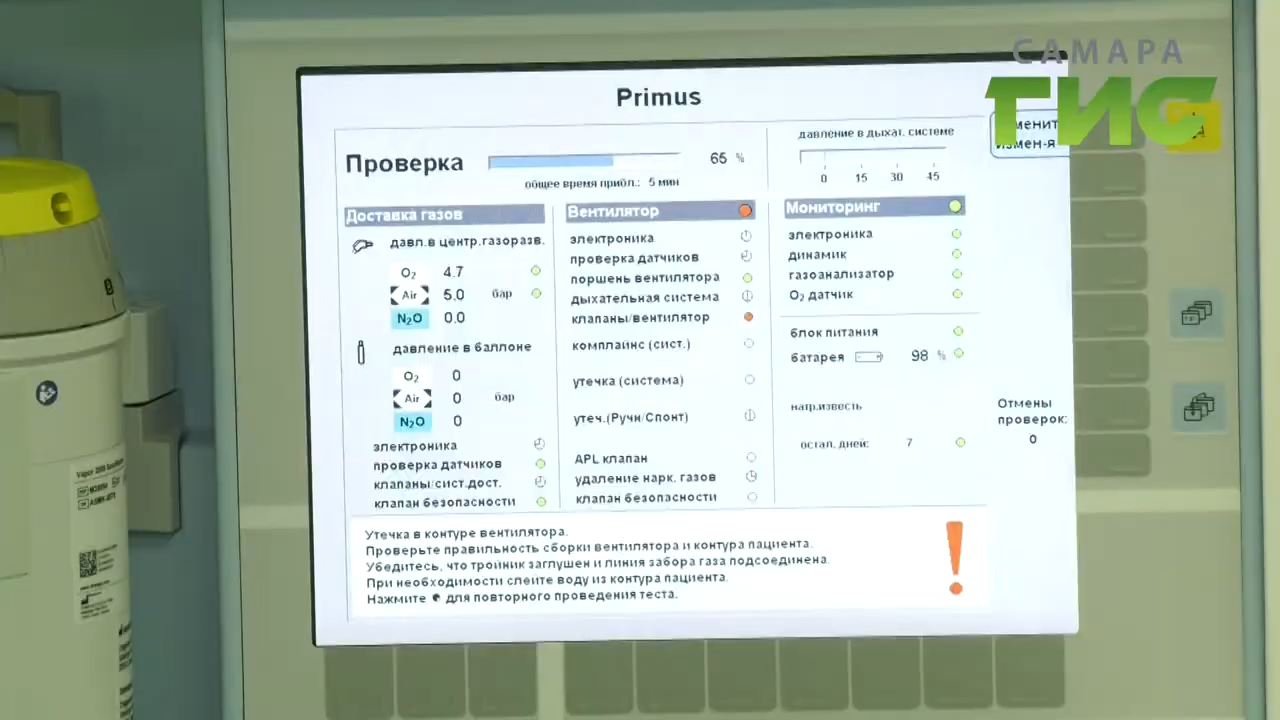 САМАРА
ТИС
Primus
Проверка
65 %
общее время прибл.: 5 мин
давление в дыхат. системе
0 15 30 45
менит
измен-я
Доставка газов
давл.в центр.газоразв.
O2 4.7
Air 5.0 бар
N2O 0.0
давление в баллоне
O2 0
Air 0 бар
N2O 0
электроника
проверка датчиков
клапаны/сист.дост.
клапан безопасности
Вентилятор
электроника
проверка датчиков
поршень вентилятора
дыхательная система
клапаны/вентилятор
комплайнс (сист.)
утечка (система)
утеч.(Ручн/Спонт)
APL клапан
удаление нарк. газов
клапан безопасности
Мониторинг
электроника
динамик
газоанализатор
O2 датчик
блок питания
батарея 98 %
натр.известь
остал. дней: 7
Отмены
проверок:
0
Утечка в контуре вентилятора.
Проверьте правильность сборки вентилятора и контура пациента.
Убедитесь, что тройник заглушен и линия забора газа подсоединена.
При необходимости слейте воду из контура пациента.
Нажмите для повторного проведения теста.